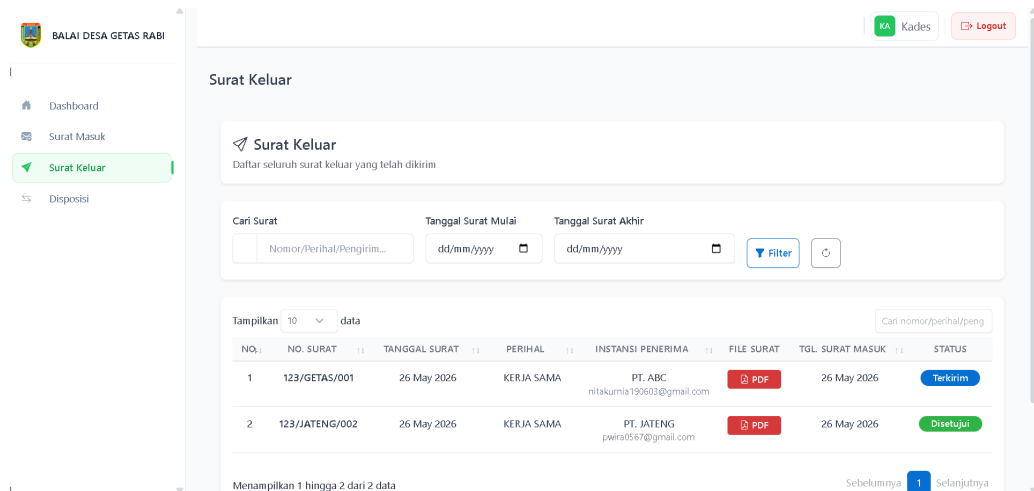 BALAI DESA GETAS RABI
KA Kades Logout
Dashboard
Surat Masuk
Surat Keluar
Disposisi
Surat Keluar
Surat Keluar
Daftar seluruh surat keluar yang telah dikirim
Cari Surat Tanggal Surat Mulai Tanggal Surat Akhir
Nomor/Perihal/Pengirim... dd/mm/yyyy dd/mm/yyyy Filter
Tampilkan 10 data Cari nomor/perihal/peng
NO. NO. SURAT TANGGAL SURAT PERIHAL INSTANSI PENERIMA FILE SURAT TGL. SURAT MASUK STATUS
1 123/GETAS/001 26 May 2026 KERJA SAMA PT. ABC PDF 26 May 2026 Terkirim
nitakurnia190603@gmail.com
2 123/JATENG/002 26 May 2026 KERJA SAMA PT. JATENG PDF 26 May 2026 Disetujui
pwira0567@gmail.com
Menampilkan 1 hingga 2 dari 2 data Sebelumnya 1 Selanjutnya